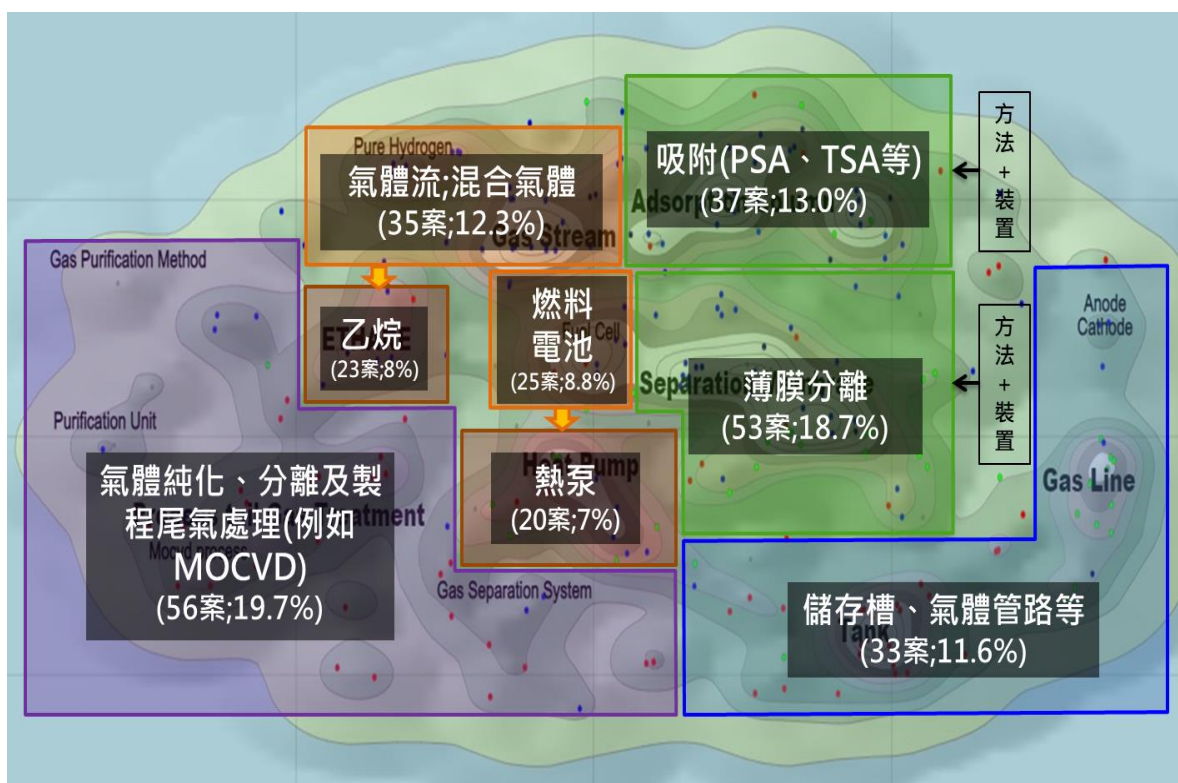 Pure Hydrogen
氣體流;混合氣體
(35案;12.3%)
Gas Stream
吸附(PSA、TSA等)
(37案;13.0%)
方法+裝置
Gas Purification Method
乙烷
(23案;8%)
燃料
電池
Fuel Cell
(25案;8.8%)
薄膜分離
Separation
(53案;18.7%)
方法+裝置
Anode
Cathode
Purification Unit
Gas Line
氣體純化、分離及製
程尾氣處理(例如
MOCVD)
(56案;19.7%)
Heat Pump
熱泵
(20案;7%)
Gas Separation System
儲存槽、氣體管路等
Tank
(33案;11.6%)